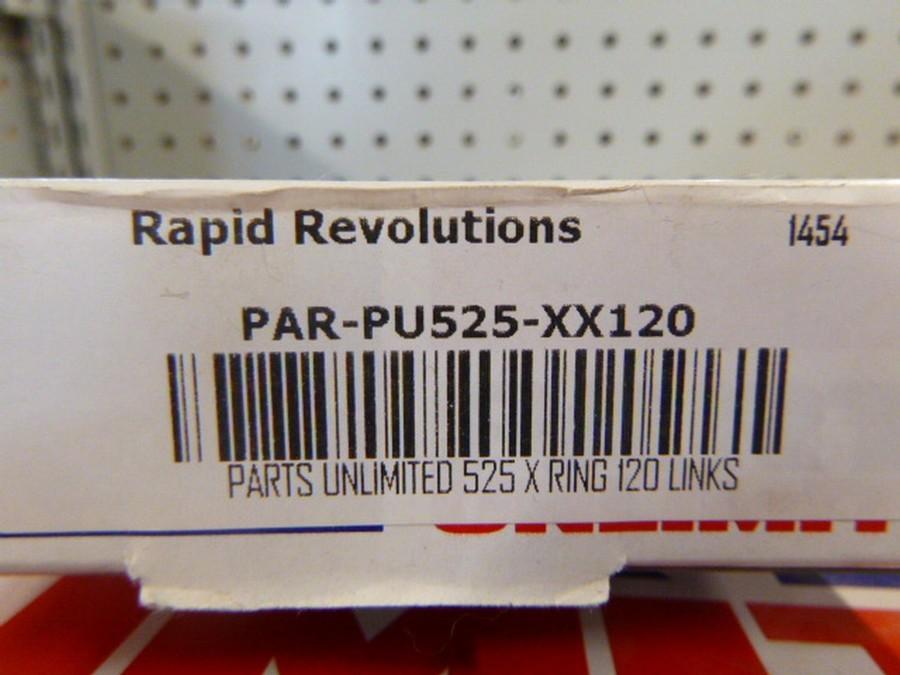 Rapid Revolutions 1454
PAR-PU525-XX120
PARTS UNLIMITED 525 X RING 120 LINKS